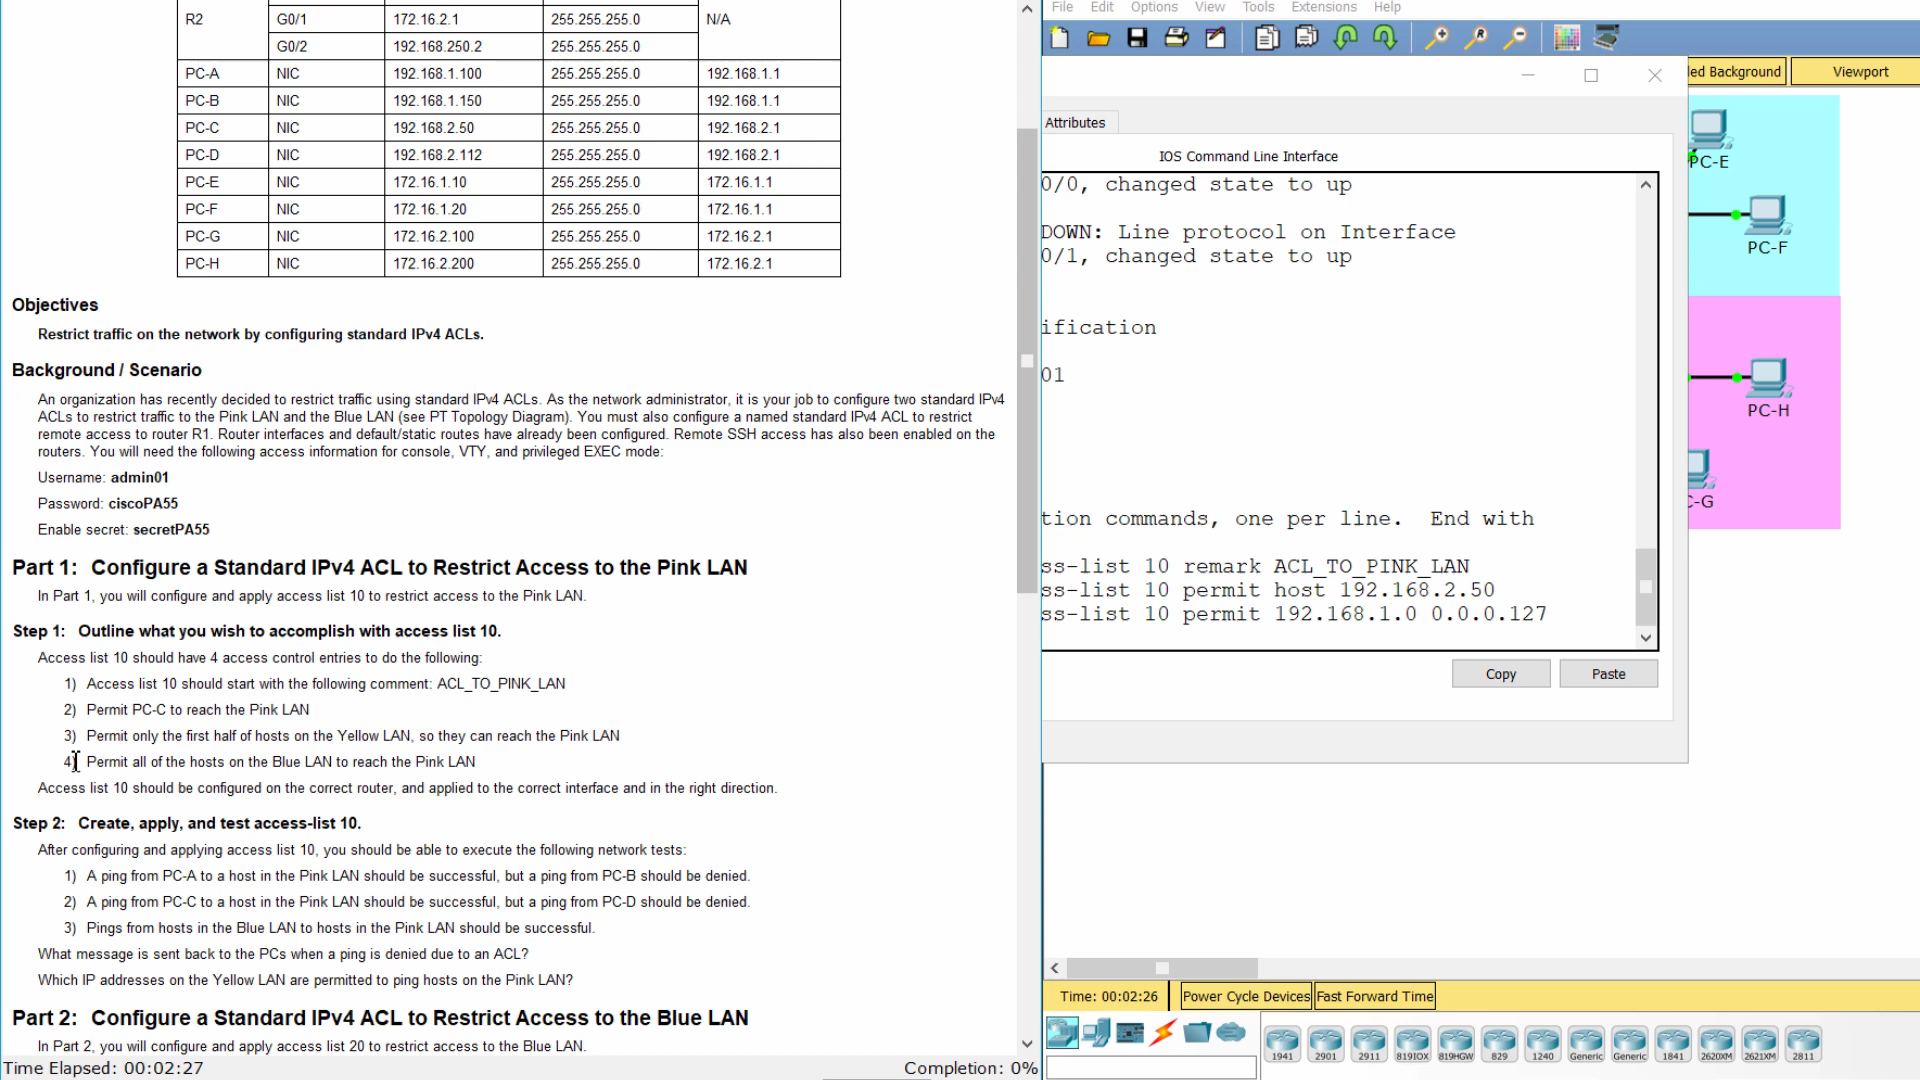 R2 G0/1 172.16.2.1 255.255.255.0 N/A
G0/2 192.168.250.2 255.255.255.0
PC-A NIC 192.168.1.100 255.255.255.0 192.168.1.1
PC-B NIC 192.168.1.150 255.255.255.0 192.168.1.1
PC-C NIC 192.168.2.50 255.255.255.0 192.168.2.1
PC-D NIC 192.168.2.112 255.255.255.0 192.168.2.1
PC-E NIC 172.16.1.10 255.255.255.0 172.16.1.1
PC-F NIC 172.16.1.20 255.255.255.0 172.16.1.1
PC-G NIC 172.16.2.100 255.255.255.0 172.16.2.1
PC-H NIC 172.16.2.200 255.255.255.0 172.16.2.1
Objectives
Restrict traffic on the network by configuring standard IPv4 ACLs.
Background / Scenario
An organization has recently decided to restrict traffic using standard IPv4 ACLs. As the network administrator, it is your job to configure two standard IPv4
ACLs to restrict traffic to the Pink LAN and the Blue LAN (see PT Topology Diagram). You must also configure a named standard IPv4 ACL to restrict
remote access to router R1. Router interfaces and default/static routes have already been configured. Remote SSH access has also been enabled on the
routers. You will need the following access information for console, VTY, and privileged EXEC mode:
Username: admin01
Password: ciscoPA55
Enable secret: secretPA55
Part 1: Configure a Standard IPv4 ACL to Restrict Access to the Pink LAN
In Part 1, you will configure and apply access list 10 to restrict access to the Pink LAN.
Step 1: Outline what you wish to accomplish with access list 10.
Access list 10 should have 4 access control entries to do the following:
1) Access list 10 should start with the following comment: ACL_TO_PINK_LAN
2) Permit PC-C to reach the Pink LAN
3) Permit only the first half of hosts on the Yellow LAN, so they can reach the Pink LAN
4) Permit all of the hosts on the Blue LAN to reach the Pink LAN
Access list 10 should be configured on the correct router, and applied to the correct interface and in the right direction.
Step 2: Create, apply, and test access-list 10.
After configuring and applying access list 10, you should be able to execute the following network tests:
1) A ping from PC-A to a host in the Pink LAN should be successful, but a ping from PC-B should be denied.
2) A ping from PC-C to a host in the Pink LAN should be successful, but a ping from PC-D should be denied.
3) Pings from hosts in the Blue LAN to hosts in the Pink LAN should be successful.
What message is sent back to the PCs when a ping is denied due to an ACL?
Which IP addresses on the Yellow LAN are permitted to ping hosts on the Pink LAN?
Part 2: Configure a Standard IPv4 ACL to Restrict Access to the Blue LAN
In Part 2, you will configure and apply access list 20 to restrict access to the Blue LAN.
Time Elapsed: 00:02:27 Completion: 0%
File Edit Options View Tools Extensions Help
led Background Viewport
Attributes
IOS Command Line Interface
0/0, changed state to up
DOWN: Line protocol on Interface
0/1, changed state to up
ification
01
tion commands, one per line. End with
ss-list 10 remark ACL_TO_PINK_LAN
ss-list 10 permit host 192.168.2.50
ss-list 10 permit 192.168.1.0 0.0.0.127
Copy Paste
PC-E
PC-F
PC-H
C-G
Time: 00:02:26 Power Cycle Devices Fast Forward Time
1941 2901 2911 819IOX 819HGW 829 1240 Generic Generic 1841 2620XM 2621XM 2811